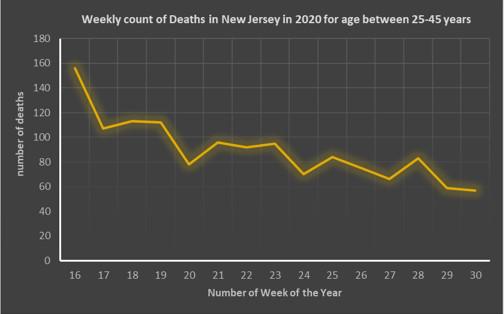 Weekly count of Deaths in New Jersey in 2020 for age between 25-45 years
number of deaths
180
160
140
120
100
80
60
40
20
0
16 17 18 19 20 21 22 23 24 25 26 27 28 29 30
Number of Week of the Year